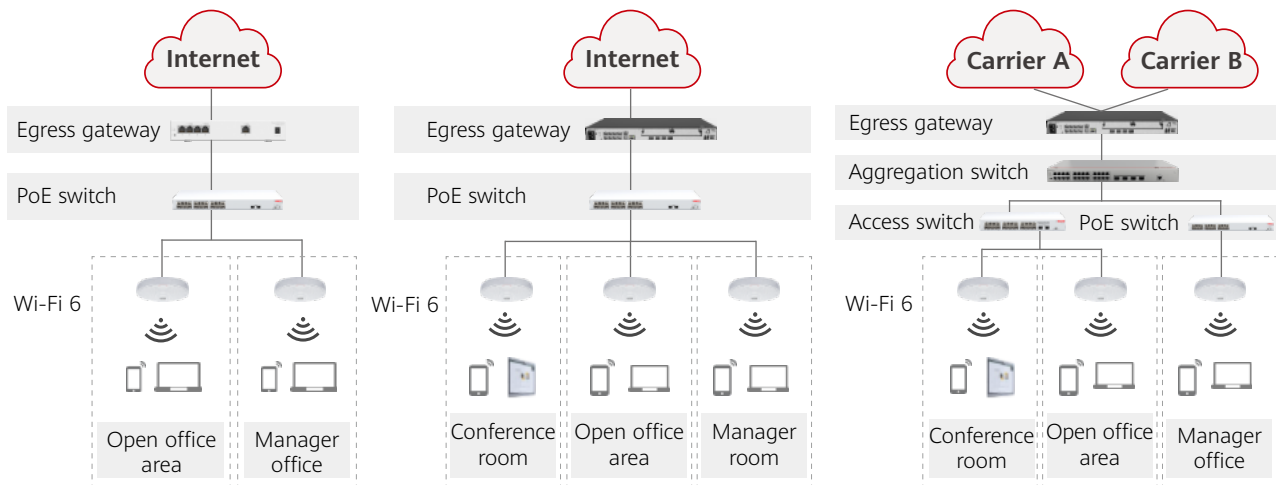 Internet
Egress gateway
PoE switch
Wi-Fi 6
Open office
area
Manager
office
Internet
Egress gateway
PoE switch
Wi-Fi 6
Conference
room
Open office
area
Manager
room
Carrier A
Carrier B
Egress gateway
Aggregation switch
Access switch
PoE switch
Wi-Fi 6
Conference
room
Open office
area
Manager
office